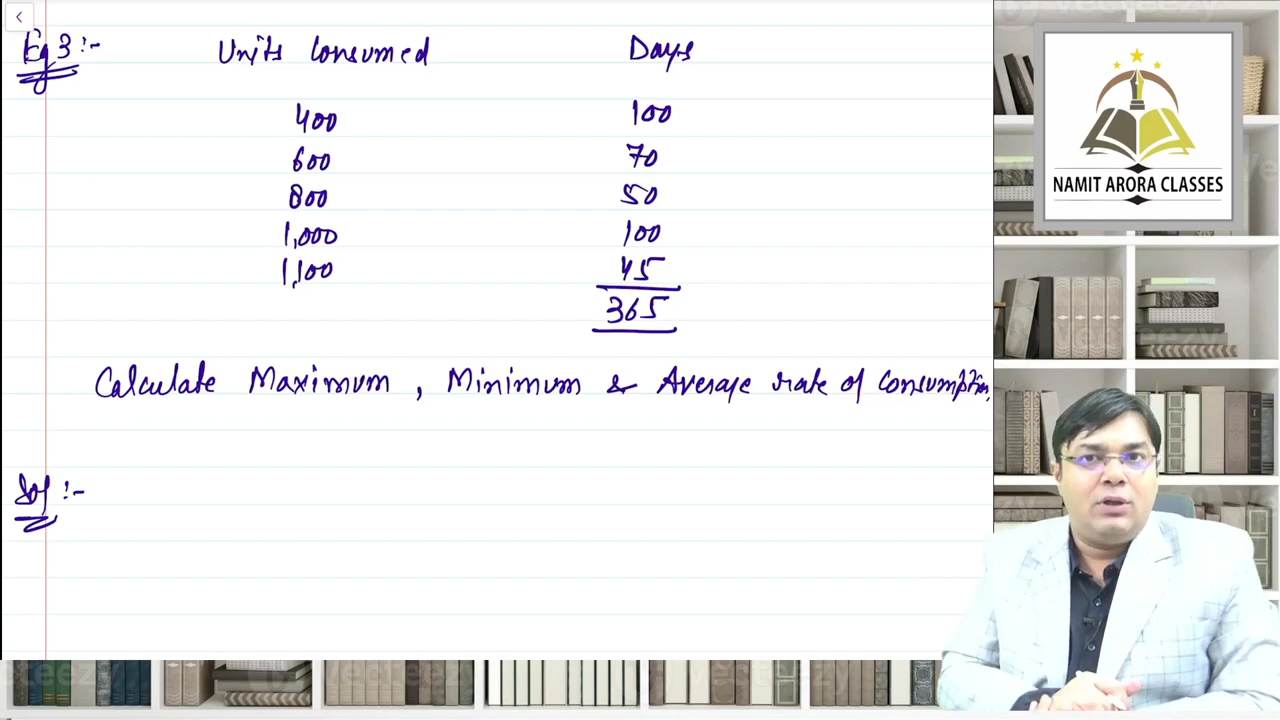 Eg 3:-
Units Consumed Days
400 100
600 70
800 50
1,000 100
1,100 45
365
Calculate Maximum, Minimum & Average rate of Consumption.
Sol :-
NAMIT ARORA CLASSES
vecteezy